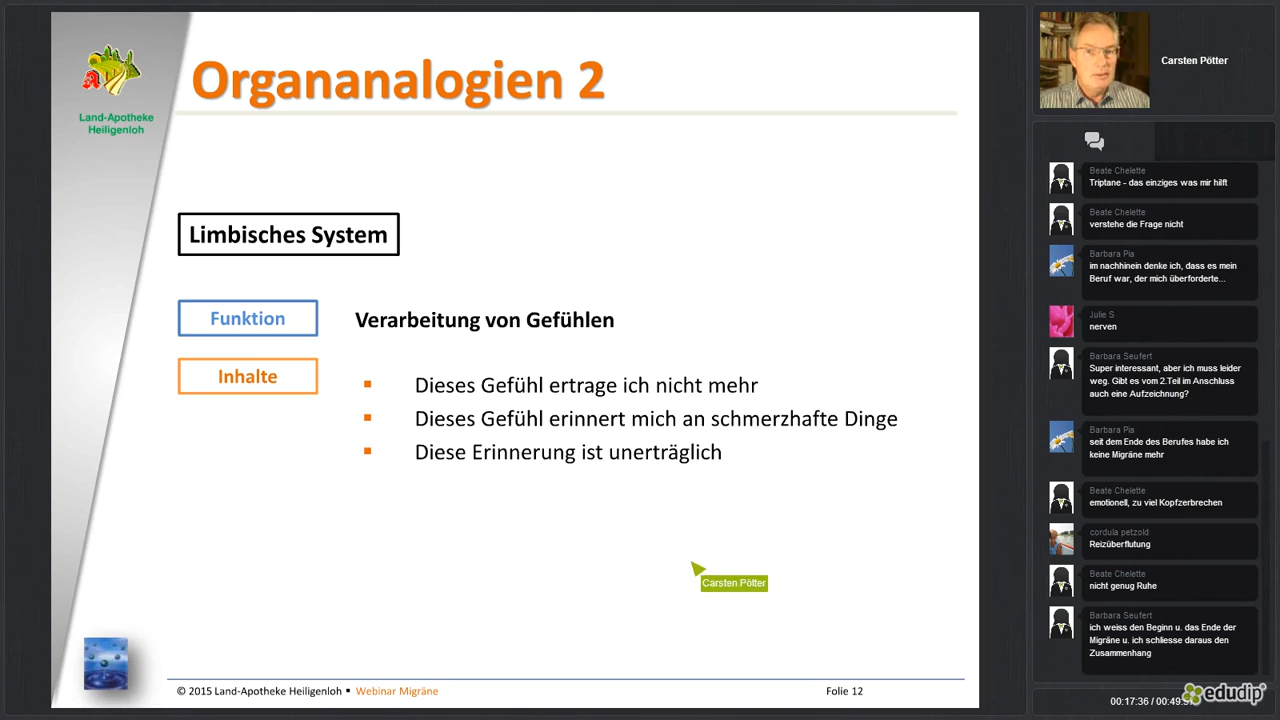 Organanalogien 2
Land-Apotheke
Heiligenloh
Limbisches System
Funktion
Verarbeitung von Gefühlen
Inhalte
Dieses Gefühl ertrage ich nicht mehr
Dieses Gefühl erinnert mich an schmerzhafte Dinge
Diese Erinnerung ist unerträglich
Carsten Pötter
© 2015 Land-Apotheke Heiligenloh ▪ Webinar Migräne
Folie 12
Carsten Pötter
Beate Chelette
Triptane - das einziges was mir hilft
Beate Chelette
verstehe die Frage nicht
Barbara Pia
im nachhinein denke ich, dass es mein
Beruf war, der mich überforderte...
Julie S
nerven
Barbara Seufert
Super interessant, aber ich muss leider
weg. Gibt es vom 2.Teil im Anschluss
auch eine Aufzeichnung?
Barbara Pia
seit dem Ende des Berufes habe ich
keine Migräne mehr
Beate Chelette
emotionell, zu viel Kopfzerbrechen
cordula petzold
Reizüberflutung
Beate Chelette
nicht genug Ruhe
Barbara Seufert
ich weiss den Beginn u. das Ende der
Migräne u. ich schliesse daraus den
Zusammenhang
00:17:36 /
edudip